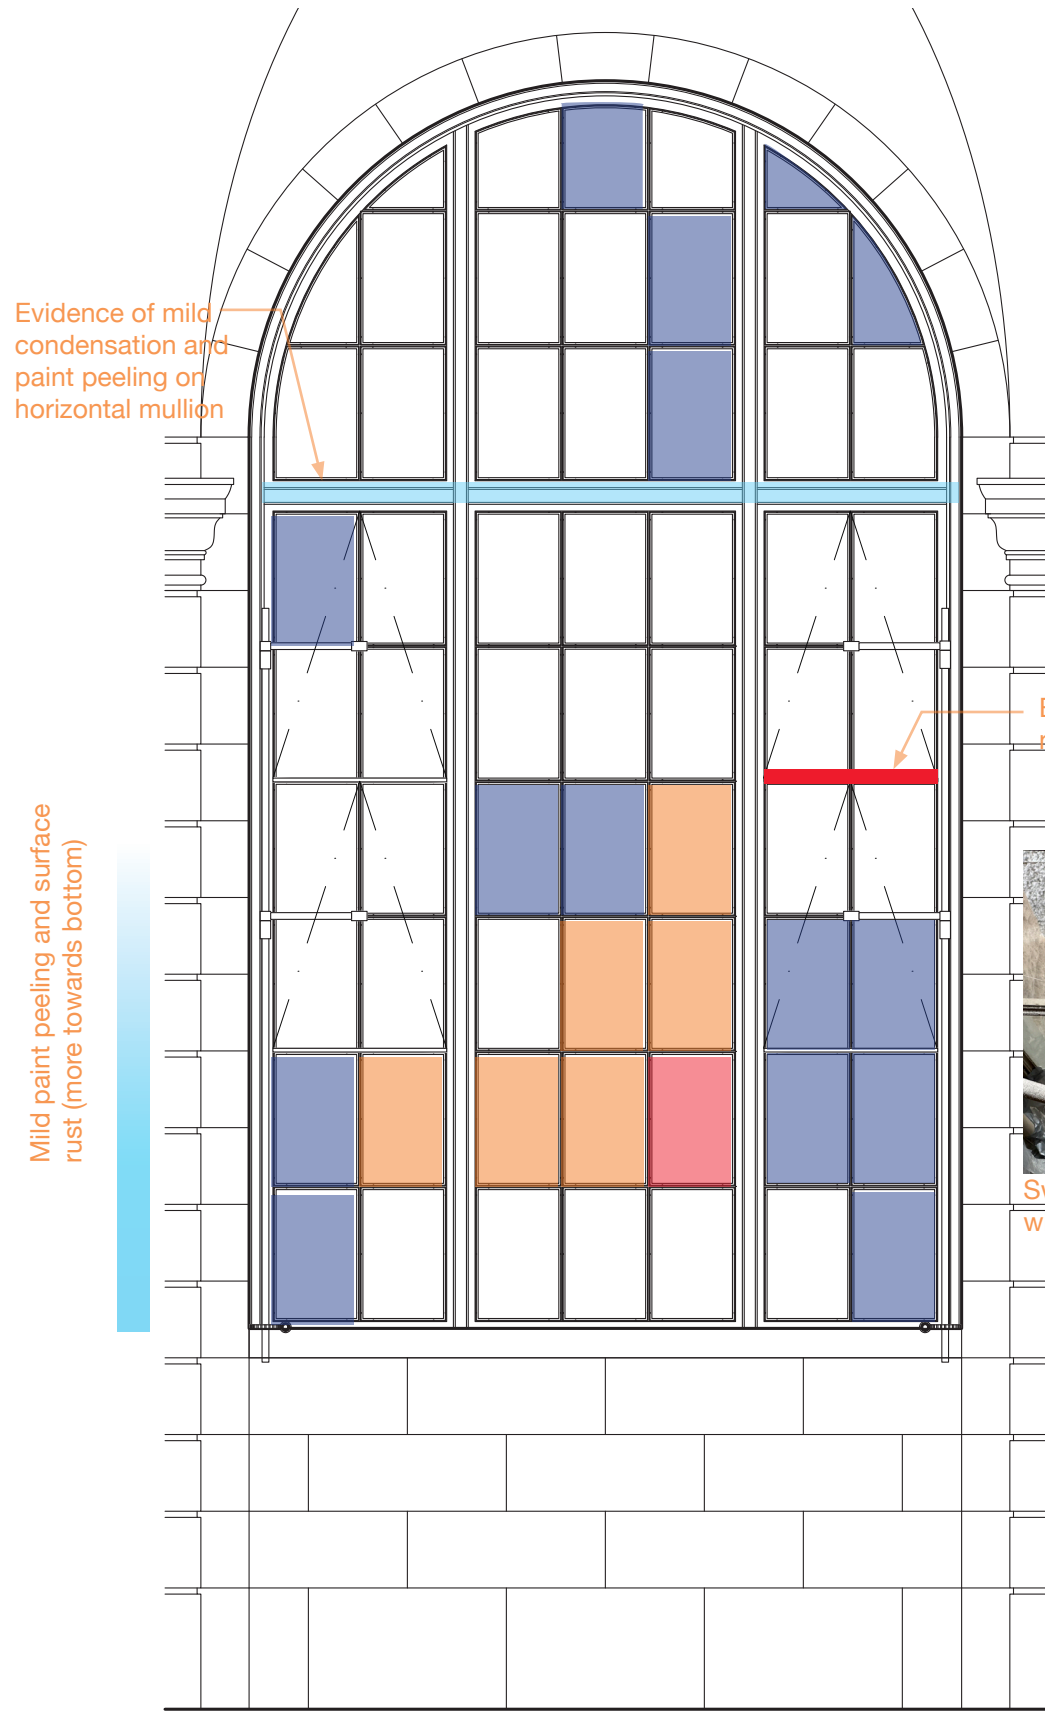 Evidence of mild
condensation and
paint peeling on
horizontal mullion
Mild paint peeling and surface
rust (more towards bottom)